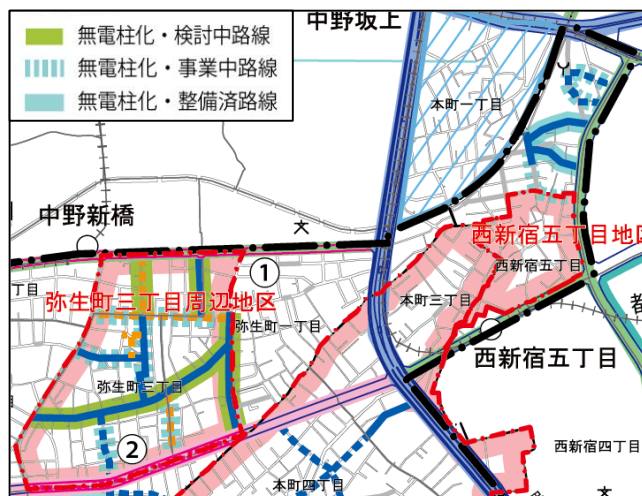 無電柱化・検討中路線
無電柱化・事業中路線
無電柱化・整備済路線
中野坂上
本町一丁目
中野新橋
大
西新宿五丁目地区
西新宿五丁目
丁目
①
弥生町三丁目周辺地区
弥生町一丁目
本町三丁目
都
西新宿五丁目
弥生町三丁目
②
西新宿四丁目
本町四丁目
大